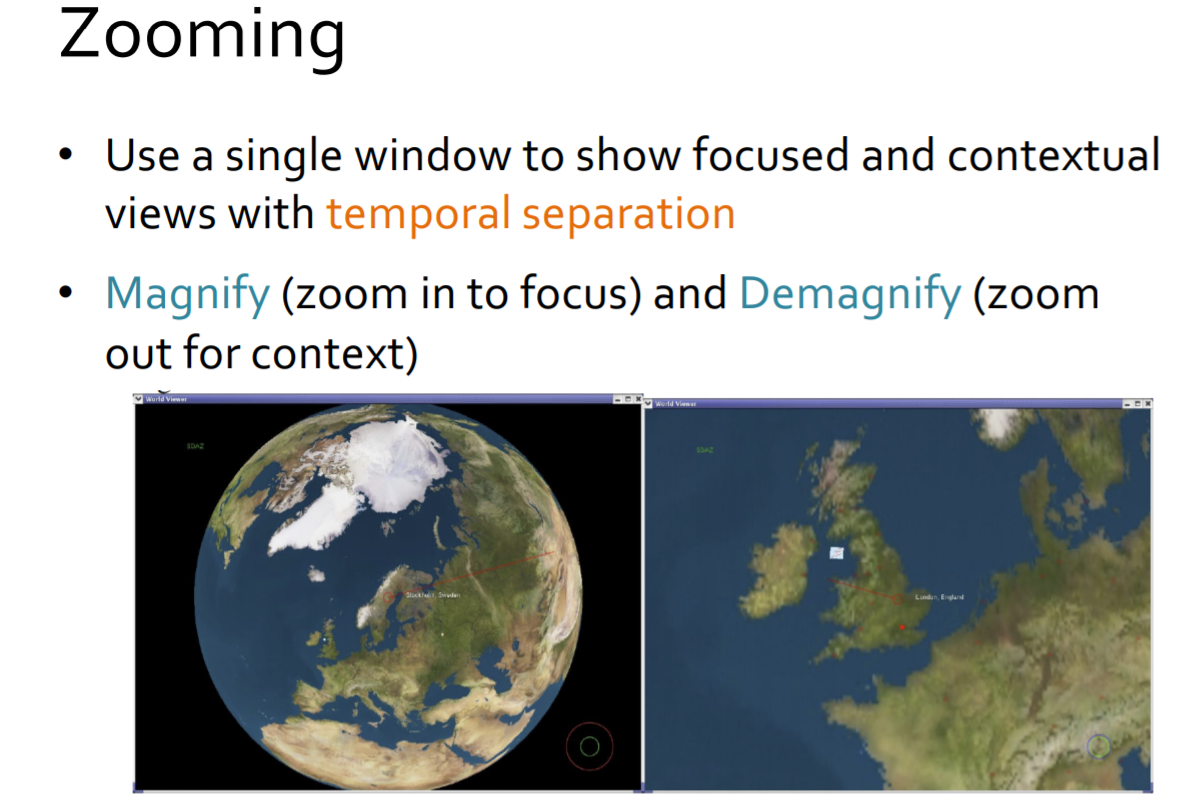 Zooming
• Use a single window to show focused and contextual
views with temporal separation
• Magnify (zoom in to focus) and Demagnify (zoom
out for context)
World Viewer
World Viewer
SDAZ
SDAZ
Stockholm, Sweden
London, England